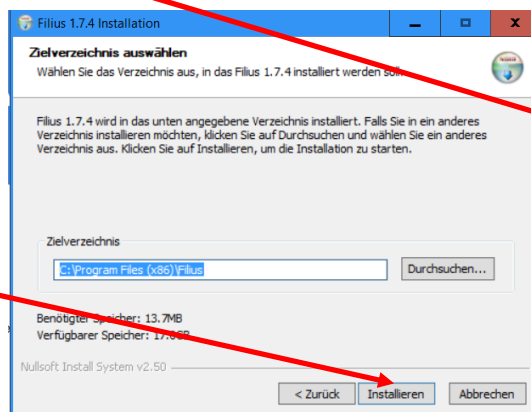 Filius 1.7.4 Installation
Zielverzeichnis auswählen
Wählen Sie das Verzeichnis aus, in das Filius 1.7.4 installiert werden soll.
Filius 1.7.4 wird in das unten angegebene Verzeichnis installiert. Falls Sie in ein anderes
Verzeichnis installieren möchten, klicken Sie auf Durchsuchen und wählen Sie ein anderes
Verzeichnis aus. Klicken Sie auf Installieren, um die Installation zu starten.
Zielverzeichnis
C:\Program Files (x86)\Filius
Durchsuchen...
Benötigter Speicher: 13.7MB
Verfügbarer Speicher:
Nullsoft Install System v2.50
< Zurück Installieren Abbrechen